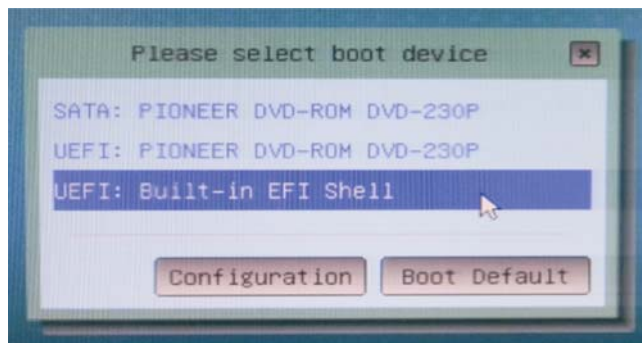 Please select boot device
SATA: PIONEER DVD-ROM DVD-230P
UEFI: PIONEER DVD-ROM DVD-230P
UEFI: Built-in EFI Shell
Configuration
Boot Default